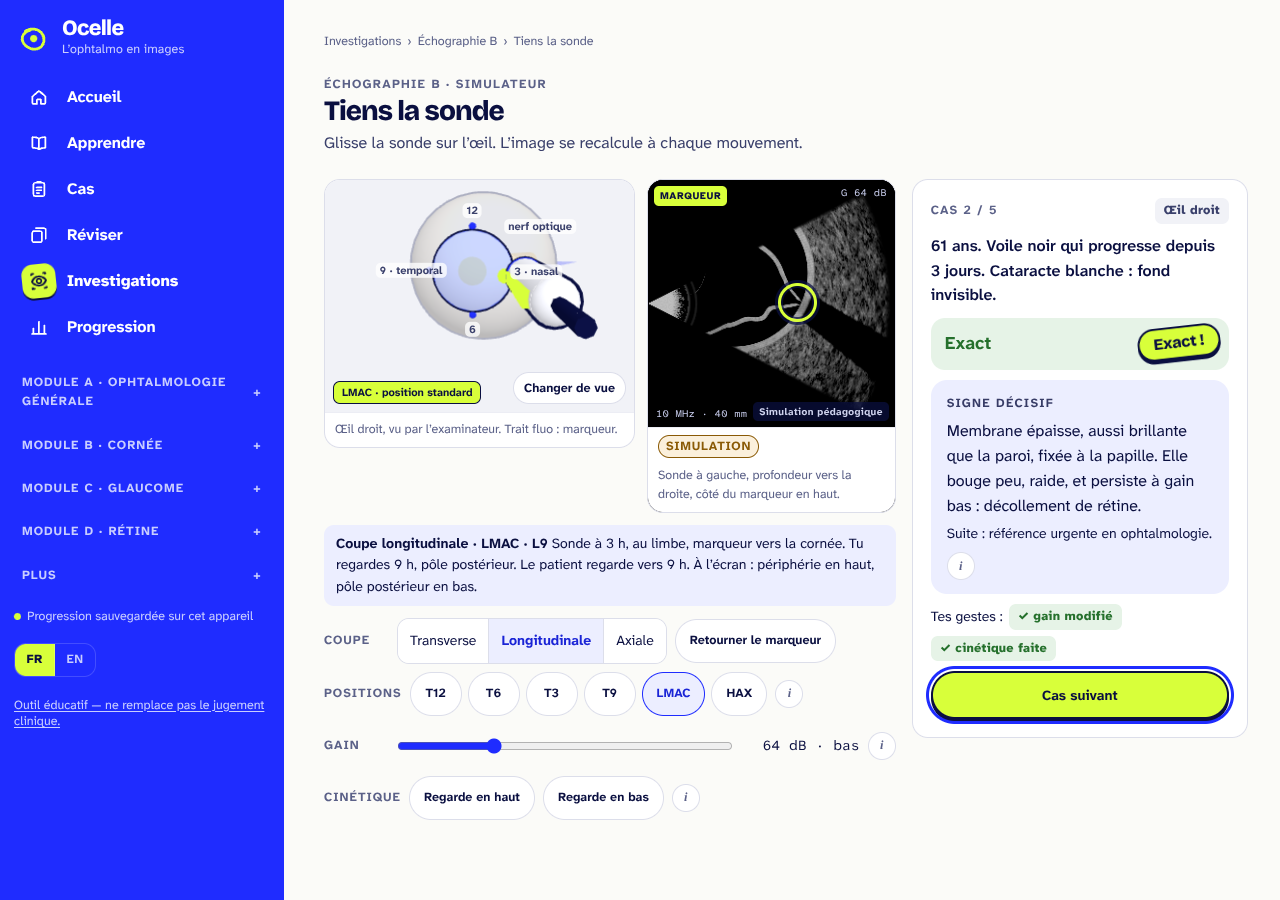 Ocelle
L'ophtalmo en images
Accueil
Apprendre
Cas
Réviser
Investigations
Progression
MODULE A · OPHTALMOLOGIE
GÉNÉRALE +
MODULE B · CORNÉE +
MODULE C · GLAUCOME +
MODULE D · RÉTINE +
PLUS +
Progression sauvegardée sur cet appareil
FR EN
Outil éducatif — ne remplace pas le jugement
clinique.
Investigations › Échographie B › Tiens la sonde
ÉCHOGRAPHIE B · SIMULATEUR
Tiens la sonde
Glisse la sonde sur l'œil. L'image se recalcule à chaque mouvement.
12
nerf optique
9 · temporal
3 · nasal
6
LMAC · position standard
Changer de vue
Œil droit, vu par l'examinateur. Trait fluo : marqueur.
MARQUEUR
G 64 dB
10 MHz · 40 mm
Simulation pédagogique
SIMULATION
Sonde à gauche, profondeur vers la
droite, côté du marqueur en haut.
Coupe longitudinale · LMAC · L9 Sonde à 3 h, au limbe, marqueur vers la cornée. Tu
regardes 9 h, pôle postérieur. Le patient regarde vers 9 h. À l'écran : périphérie en haut,
pôle postérieur en bas.
COUPE Transverse Longitudinale Axiale Retourner le marqueur
POSITIONS T12 T6 T3 T9 LMAC HAX i
GAIN 64 dB · bas i
CINÉTIQUE Regarde en haut Regarde en bas i
CAS 2 / 5 Œil droit
61 ans. Voile noir qui progresse depuis
3 jours. Cataracte blanche : fond
invisible.
Exact Exact !
SIGNE DÉCISIF
Membrane épaisse, aussi brillante
que la paroi, fixée à la papille. Elle
bouge peu, raide, et persiste à gain
bas : décollement de rétine.
Suite : référence urgente en ophtalmologie.
i
Tes gestes : ✓ gain modifié
✓ cinétique faite
Cas suivant